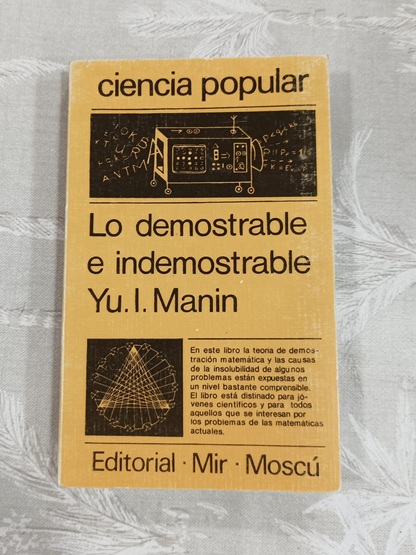 ciencia popular
Lo demostrable
e indemostrable
Yu. I. Manin
En este libro la teoria de demos-
tración matemática y las causas
de la insolubilidad de algunos
problemas están expuestas en
un nivel bastante comprensible.
El libro está distinado para jó-
venes científicos y para todos
aquellos que se interesan por
los problemas de las matemáticas
actuales.
Editorial · Mir · Moscú